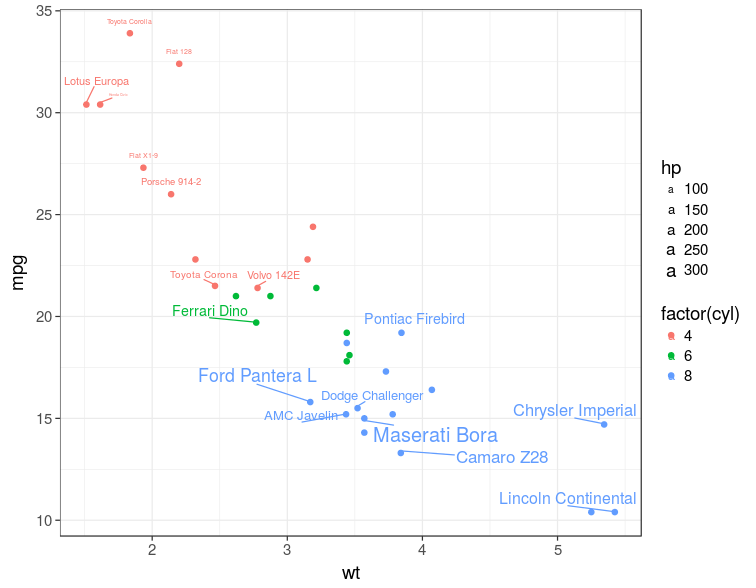 35
30
25
20
15
10
mpg
2
3
4
5
wt
Toyota Corolla
Fiat 128
Lotus Europa
Fiat X1-9
Porsche 914-2
Toyota Corona
Volvo 142E
Ferrari Dino
Pontiac Firebird
Ford Pantera L
Dodge Challenger
AMC Javelin
Maserati Bora
Chrysler Imperial
Camaro Z28
Lincoln Continental
hp
a 100
a 150
a 200
a 250
a 300
factor(cyl)
a 4
a 6
a 8